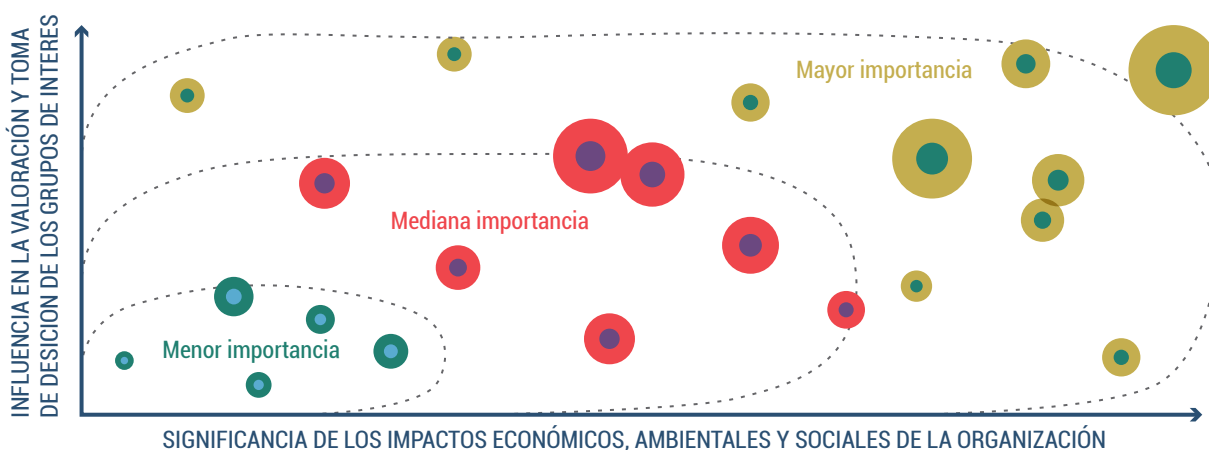 INFLUENCIA EN LA VALORACIÓN Y TOMA
DE DESICION DE LOS GRUPOS DE INTERES
Mayor importancia
Mediana importancia
Menor importancia
SIGNIFICANCIA DE LOS IMPACTOS ECONÓMICOS, AMBIENTALES Y SOCIALES DE LA ORGANIZACIÓN